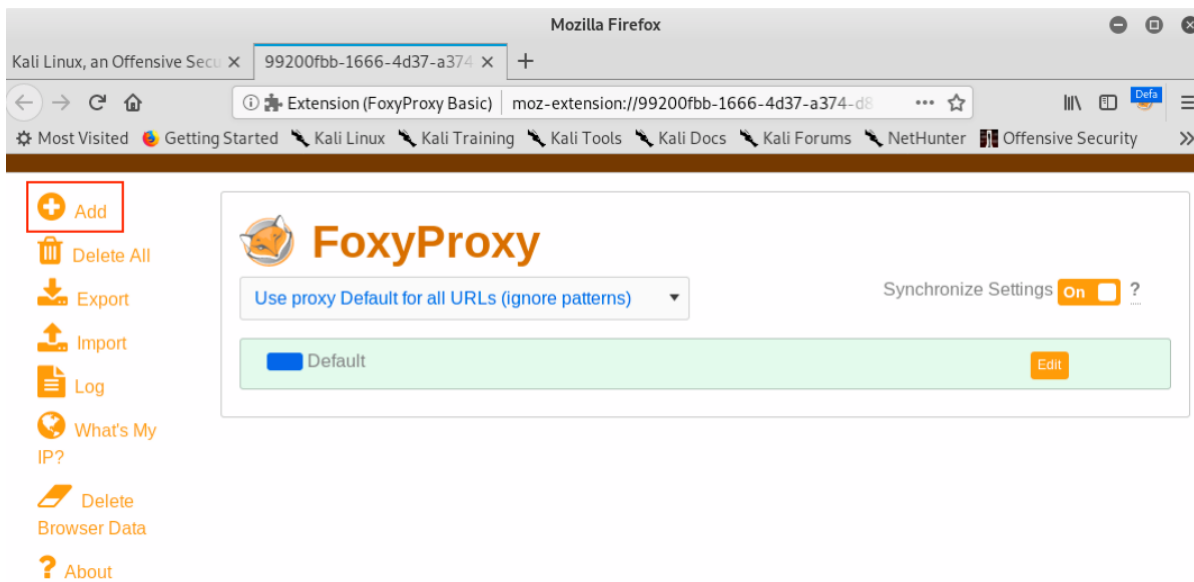 Mozilla Firefox
Kali Linux, an Offensive Secu
99200fbb-1666-4d37-a374
Extension (FoxyProxy Basic) moz-extension://99200fbb-1666-4d37-a374-d8
Defa
Most Visited Getting Started Kali Linux Kali Training Kali Tools Kali Docs Kali Forums NetHunter Offensive Security
Add
Delete All
Export
Import
Log
What's My
IP?
Delete
Browser Data
? About
FoxyProxy
Use proxy Default for all URLs (ignore patterns)
Synchronize Settings On ?
Default
Edit